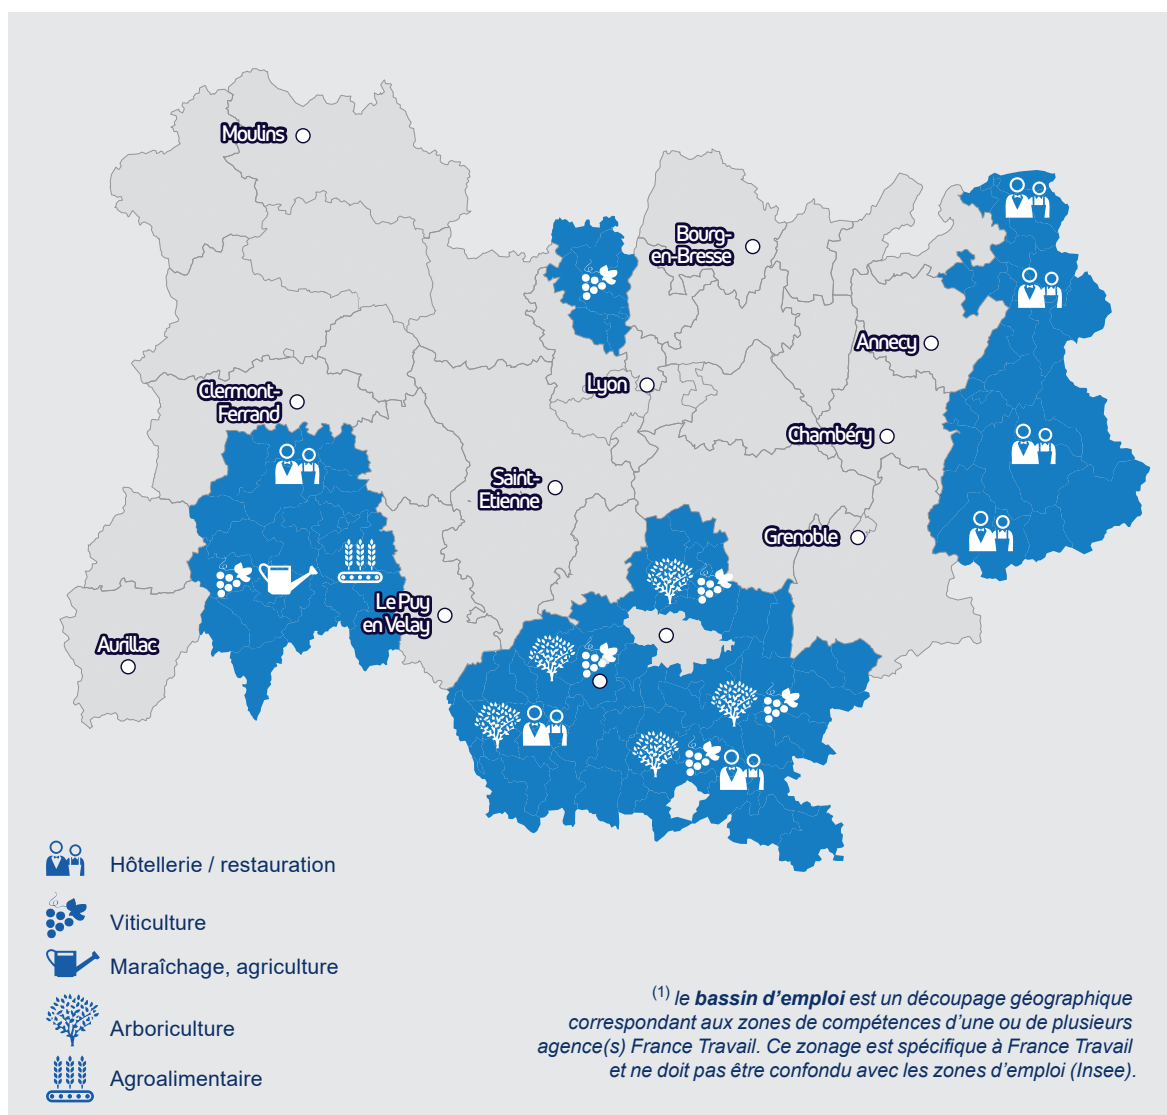 Moulins
Bourg-
en-Bresse
Annecy
Lyon
Clermont-
Ferrand
Chambéry
Saint-
Etienne
Grenoble
Le Puy
en Velay
Aurillac
Hôtellerie / restauration
Viticulture
Maraîchage, agriculture
Arboriculture
Agroalimentaire
(1) le bassin d’emploi est un découpage géographique
correspondant aux zones de compétences d’une ou de plusieurs
agence(s) France Travail. Ce zonage est spécifique à France Travail
et ne doit pas être confondu avec les zones d’emploi (Insee).